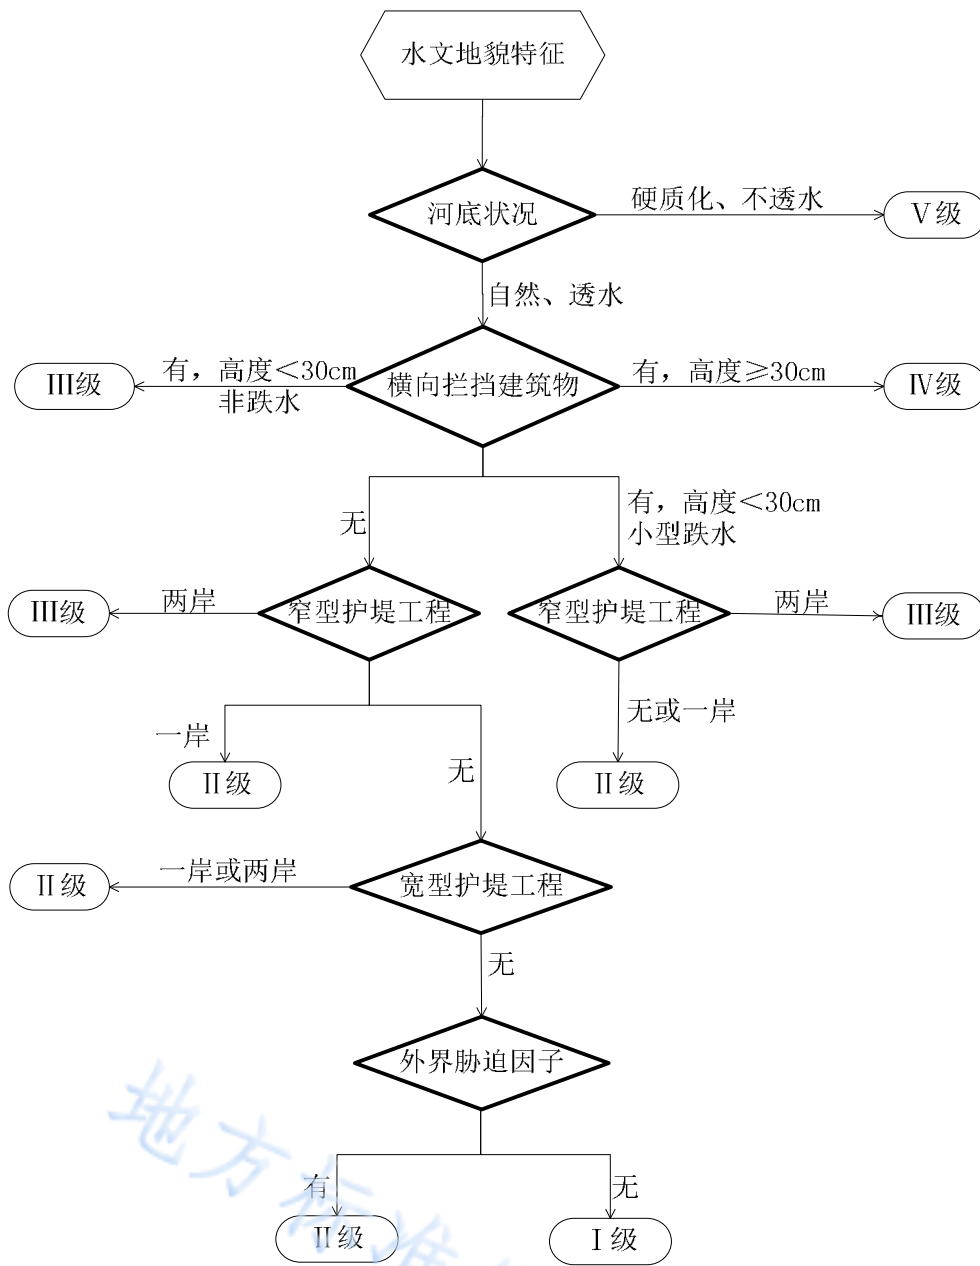 水文地貌特征
河底状况
硬质化、不透水
Ⅴ级
自然、透水
III级
有，高度＜30cm
非跌水
横向拦挡建筑物
有，高度≥30cm
Ⅳ级
无
有，高度＜30cm
小型跌水
III级
两岸
窄型护堤工程
窄型护堤工程
两岸
III级
一岸
无
无或一岸
Ⅱ级
Ⅱ级
Ⅱ级
一岸或两岸
宽型护堤工程
无
外界胁迫因子
有
无
Ⅱ级
Ⅰ级
地方标准